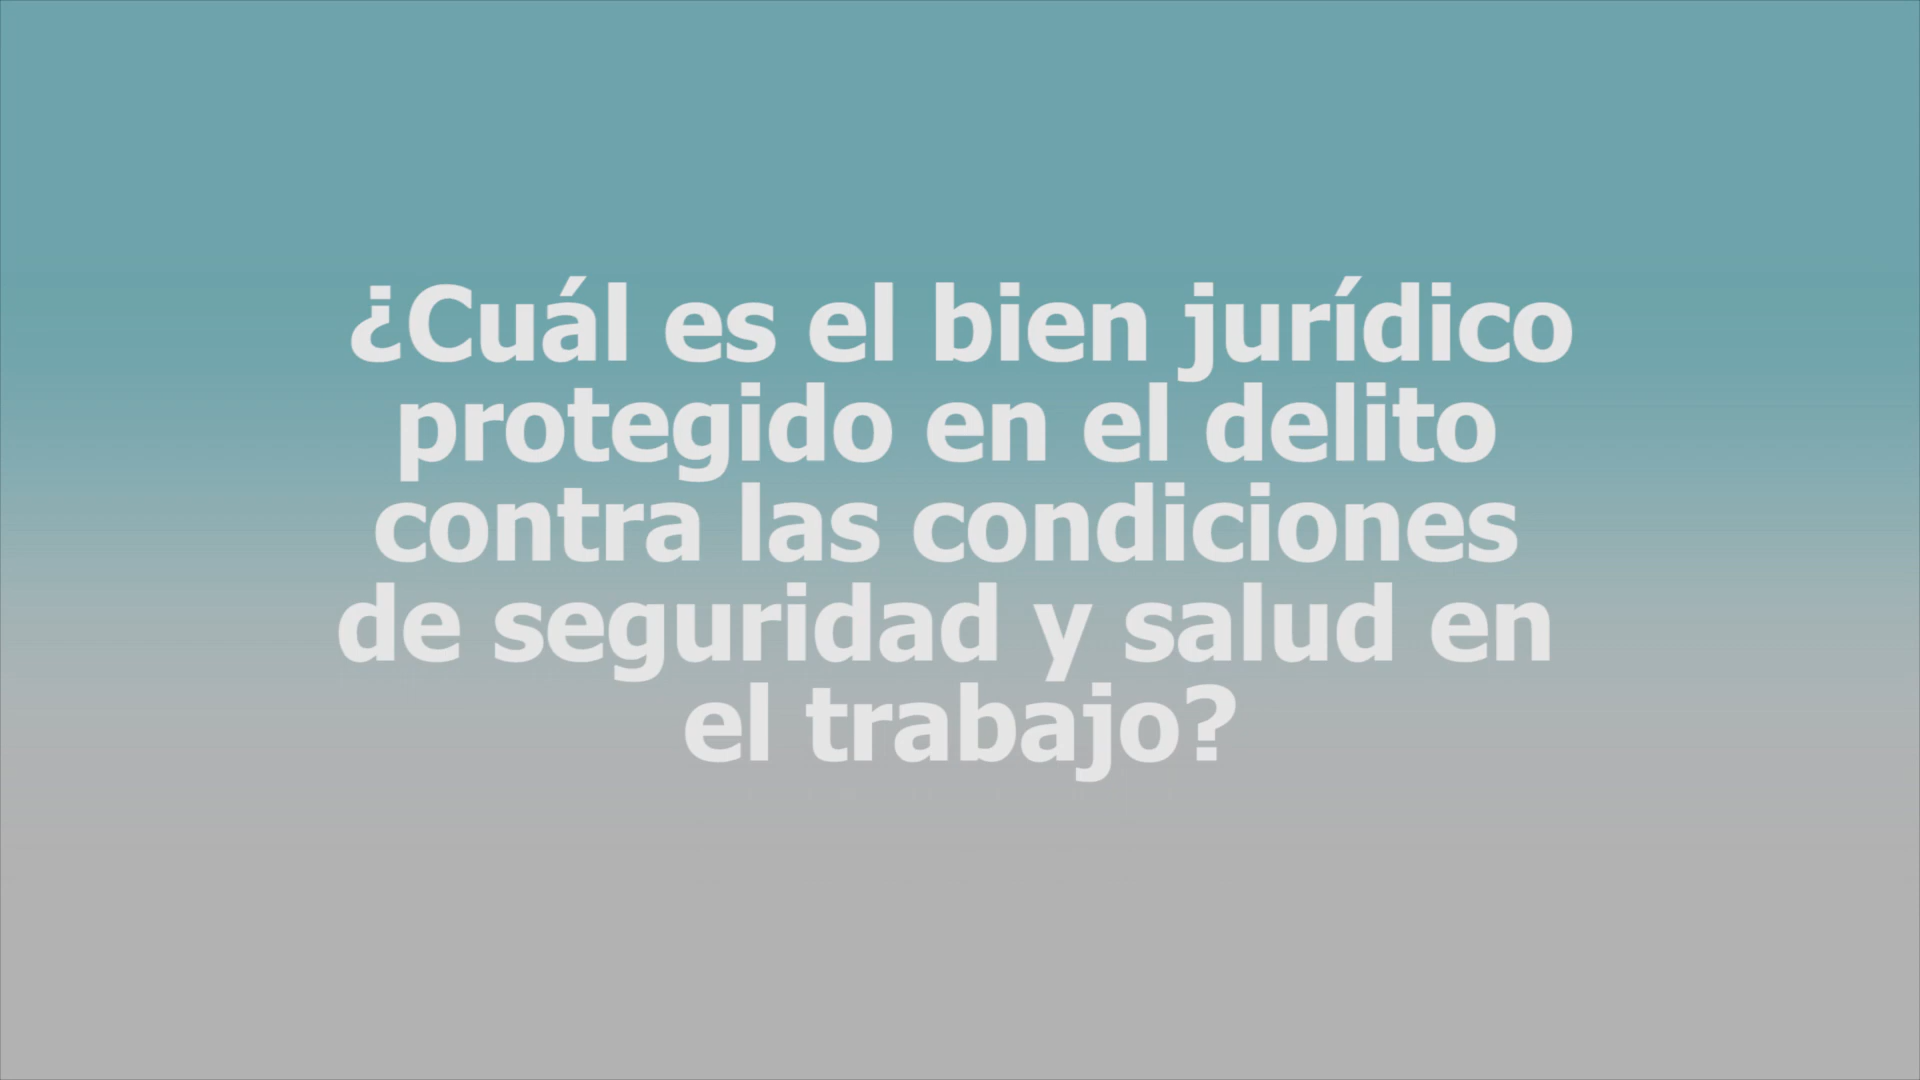 ¿Cuál es el bien jurídico
protegido en el delito
contra las condiciones
de seguridad y salud en
el trabajo?